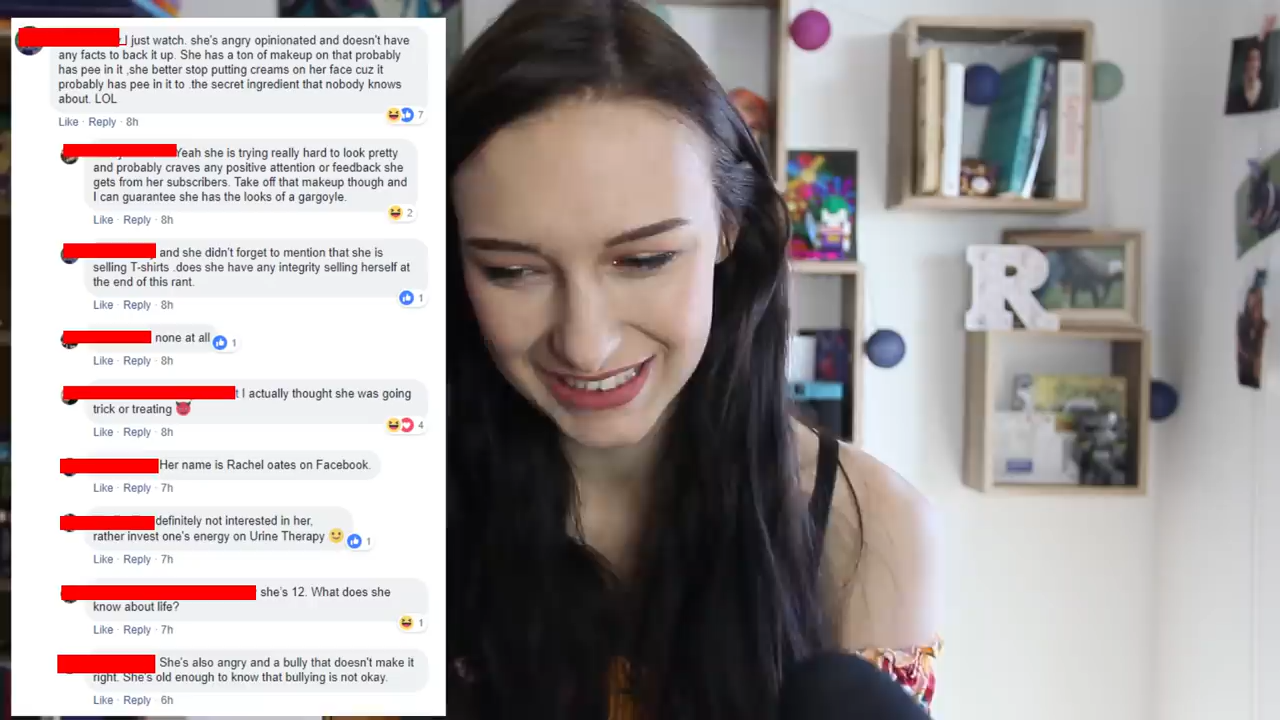 I just watch. she's angry opinionated and doesn't have
any facts to back it up. She has a ton of makeup on that probably
has pee in it ,she better stop putting creams on her face cuz it
probably has pee in it to .the secret ingredient that nobody knows
about. LOL
7
Like · Reply · 8h
Yeah she is trying really hard to look pretty
and probably craves any positive attention or feedback she
gets from her subscribers. Take off that makeup though and
I can guarantee she has the looks of a gargoyle.
2
Like · Reply · 8h
and she didn't forget to mention that she is
selling T-shirts .does she have any integrity selling herself at
the end of this rant.
1
Like · Reply · 8h
none at all
1
Like · Reply · 8h
I actually thought she was going
trick or treating 👿
4
Like · Reply · 8h
Her name is Rachel oates on Facebook.
Like · Reply · 7h
definitely not interested in her,
rather invest one's energy on Urine Therapy 😉
1
Like · Reply · 7h
she's 12. What does she
know about life?
1
Like · Reply · 7h
She's also angry and a bully that doesn't make it
right. She's old enough to know that bullying is not okay.
Like · Reply · 6h
R